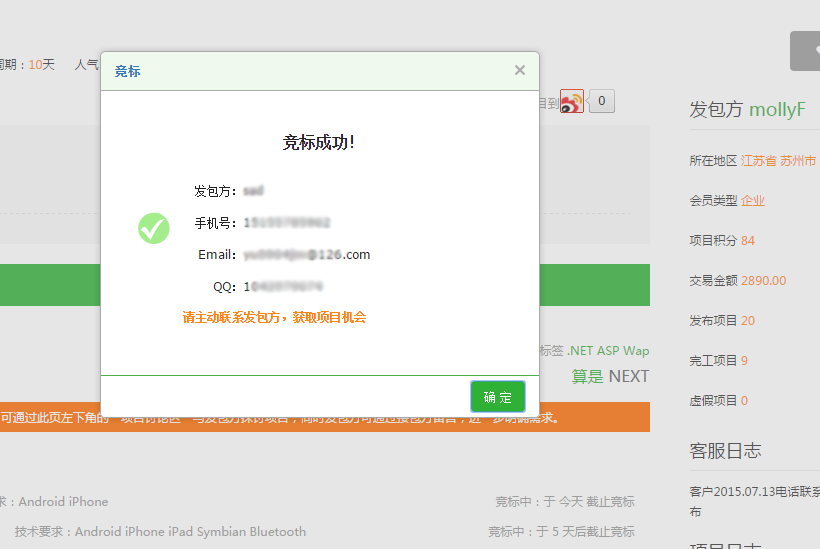 周期：10天 人气
竞标 ×
目到 0
竞标成功！
发包方：
手机号：1
Email： @126.com
QQ：1
请主动联系发包方，获取项目机会
确定
标签 .NET ASP Wap
算是 NEXT
可通过此页左下角的
求：Android iPhone
竞标中：于 今天 截止竞标
技术要求：Android iPhone iPad Symbian Bluetooth
竞标中：于 5 天后截止竞标
发包方 mollyF
所在地区 江苏省 苏州市
会员类型 企业
项目积分 84
交易金额 2890.00
发布项目 20
完工项目 9
虚假项目 0
客服日志
客户2015.07.13电话联系
布
项目日志